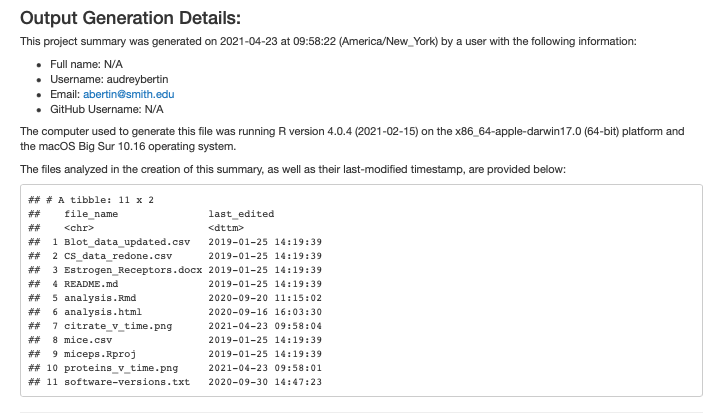 Output Generation Details:
This project summary was generated on 2021-04-23 at 09:58:22 (America/New_York) by a user with the following information:
• Full name: N/A
• Username: audreybertin
• Email: abertin@smith.edu
• GitHub Username: N/A
The computer used to generate this file was running R version 4.0.4 (2021-02-15) on the x86_64-apple-darwin17.0 (64-bit) platform and
the macOS Big Sur 10.16 operating system.
The files analyzed in the creation of this summary, as well as their last-modified timestamp, are provided below:
## # A tibble: 11 x 2
##    file_name              last_edited
##    <chr>                  <dttm>
##  1 Blot_data_updated.csv  2019-01-25 14:19:39
##  2 CS_data_redone.csv     2019-01-25 14:19:39
##  3 Estrogen_Receptors.docx 2019-01-25 14:19:39
##  4 README.md              2019-01-25 14:19:39
##  5 analysis.Rmd           2020-09-20 11:15:02
##  6 analysis.html          2020-09-16 16:03:30
##  7 citrate_v_time.png     2021-04-23 09:58:04
##  8 mice.csv               2019-01-25 14:19:39
##  9 miceps.Rproj           2019-01-25 14:19:39
## 10 proteins_v_time.png    2021-04-23 09:58:01
## 11 software-versions.txt  2020-09-30 14:47:23